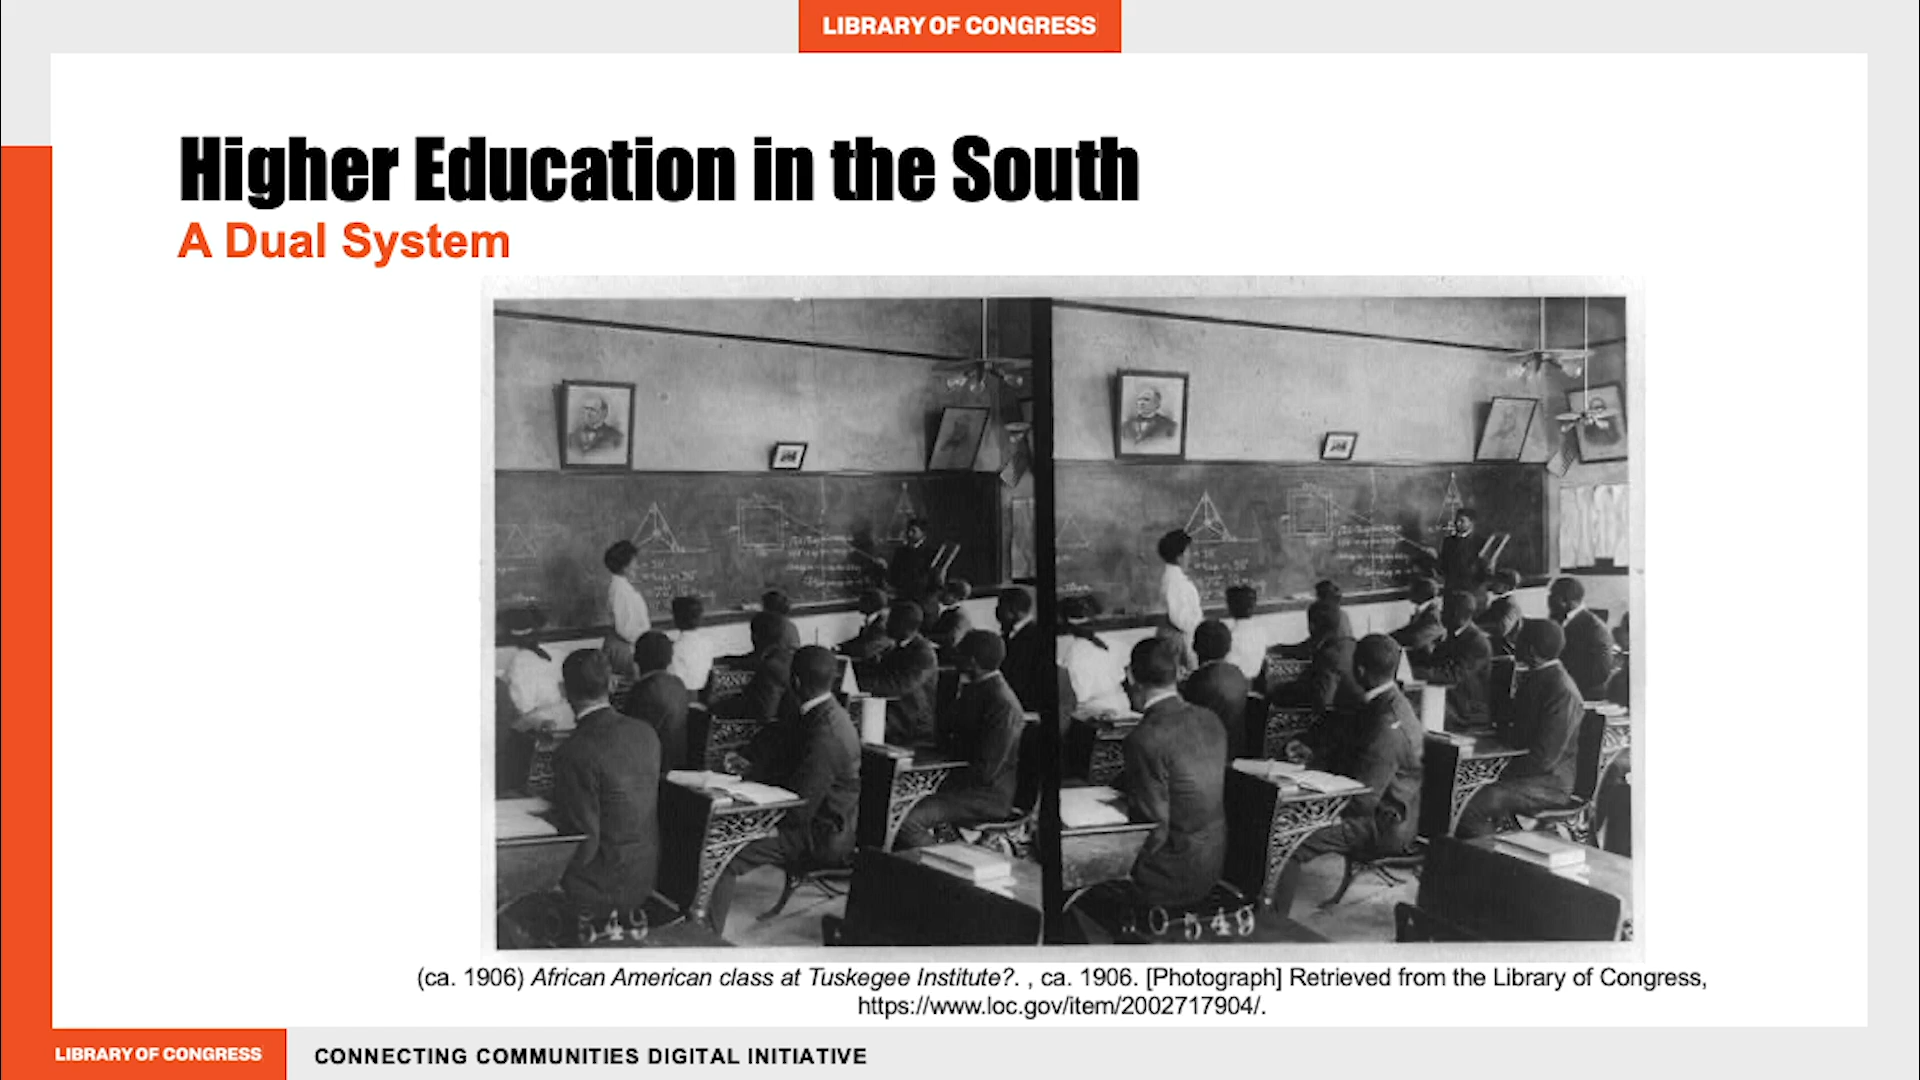 LIBRARY OF CONGRESS
Higher Education in the South
A Dual System
549
549
(ca. 1906) African American class at Tuskegee Institute?. , ca. 1906. [Photograph] Retrieved from the Library of Congress,
https://www.loc.gov/item/2002717904/.
LIBRARY OF CONGRESS
CONNECTING COMMUNITIES DIGITAL INITIATIVE